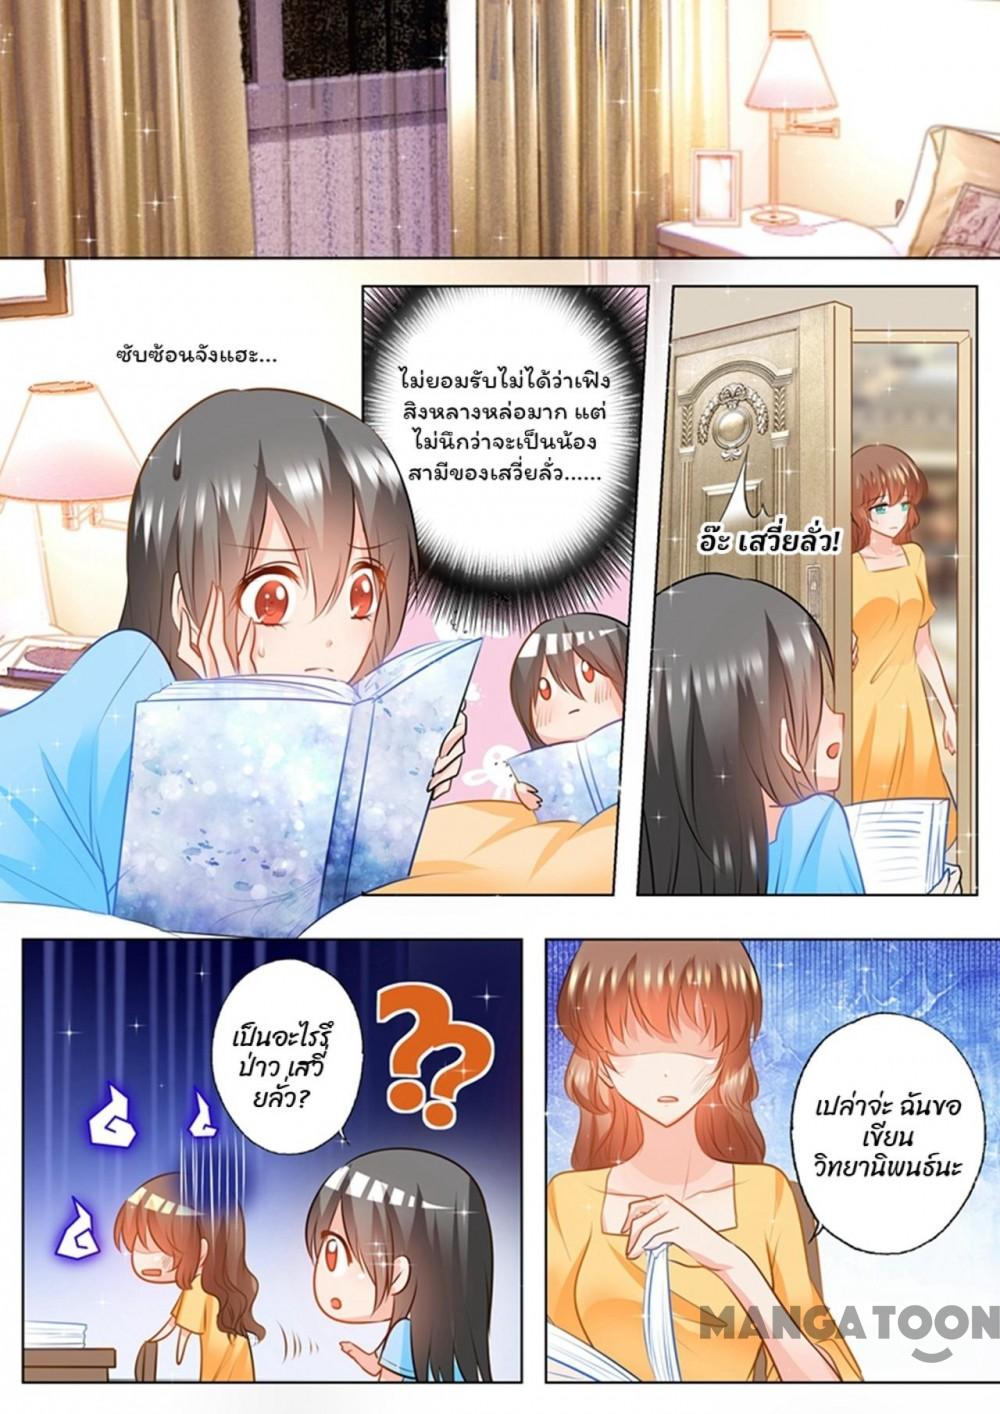 ซับซ้อนจังแฮะ...
ไม่ยอมรับไม่ได้ว่าเฟิง
สิงหลางหล่อมาก แต่
ไม่นึกว่าจะเป็นน้อง
สามีของเสวี่ยลั่ว......
อ๊ะ เสวี่ยลั่ว!
เป็นอะไรรึ
ป่าว เสวี่
ยลั่ว?
??
เปล่าจ่ะ ฉันขอ
เขียน
วิทยานิพนธ์นะ
MANGATOON